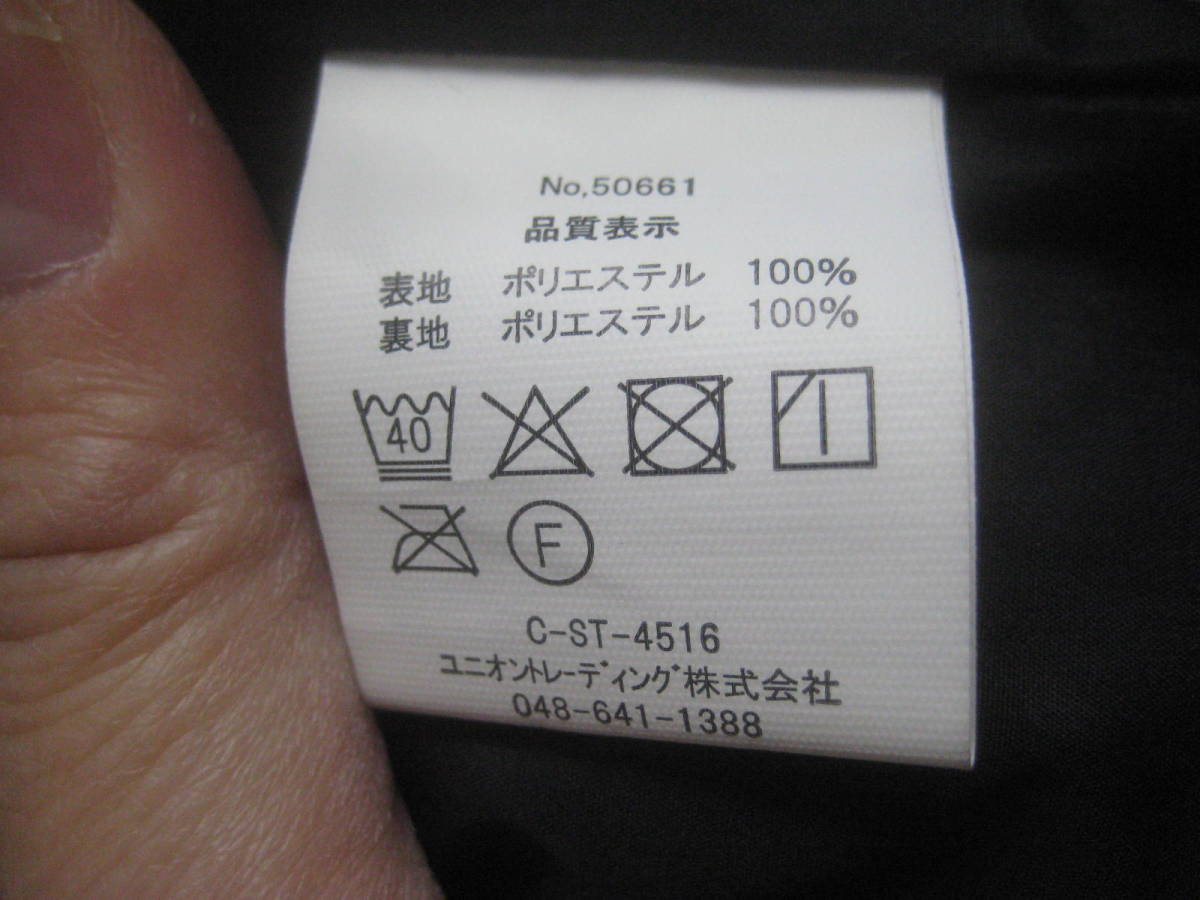 No,50661
品質表示
表地 ポリエステル 100%
裏地 ポリエステル 100%
40
F
C-ST-4516
ユニオントレーディング株式会社
048-641-1388